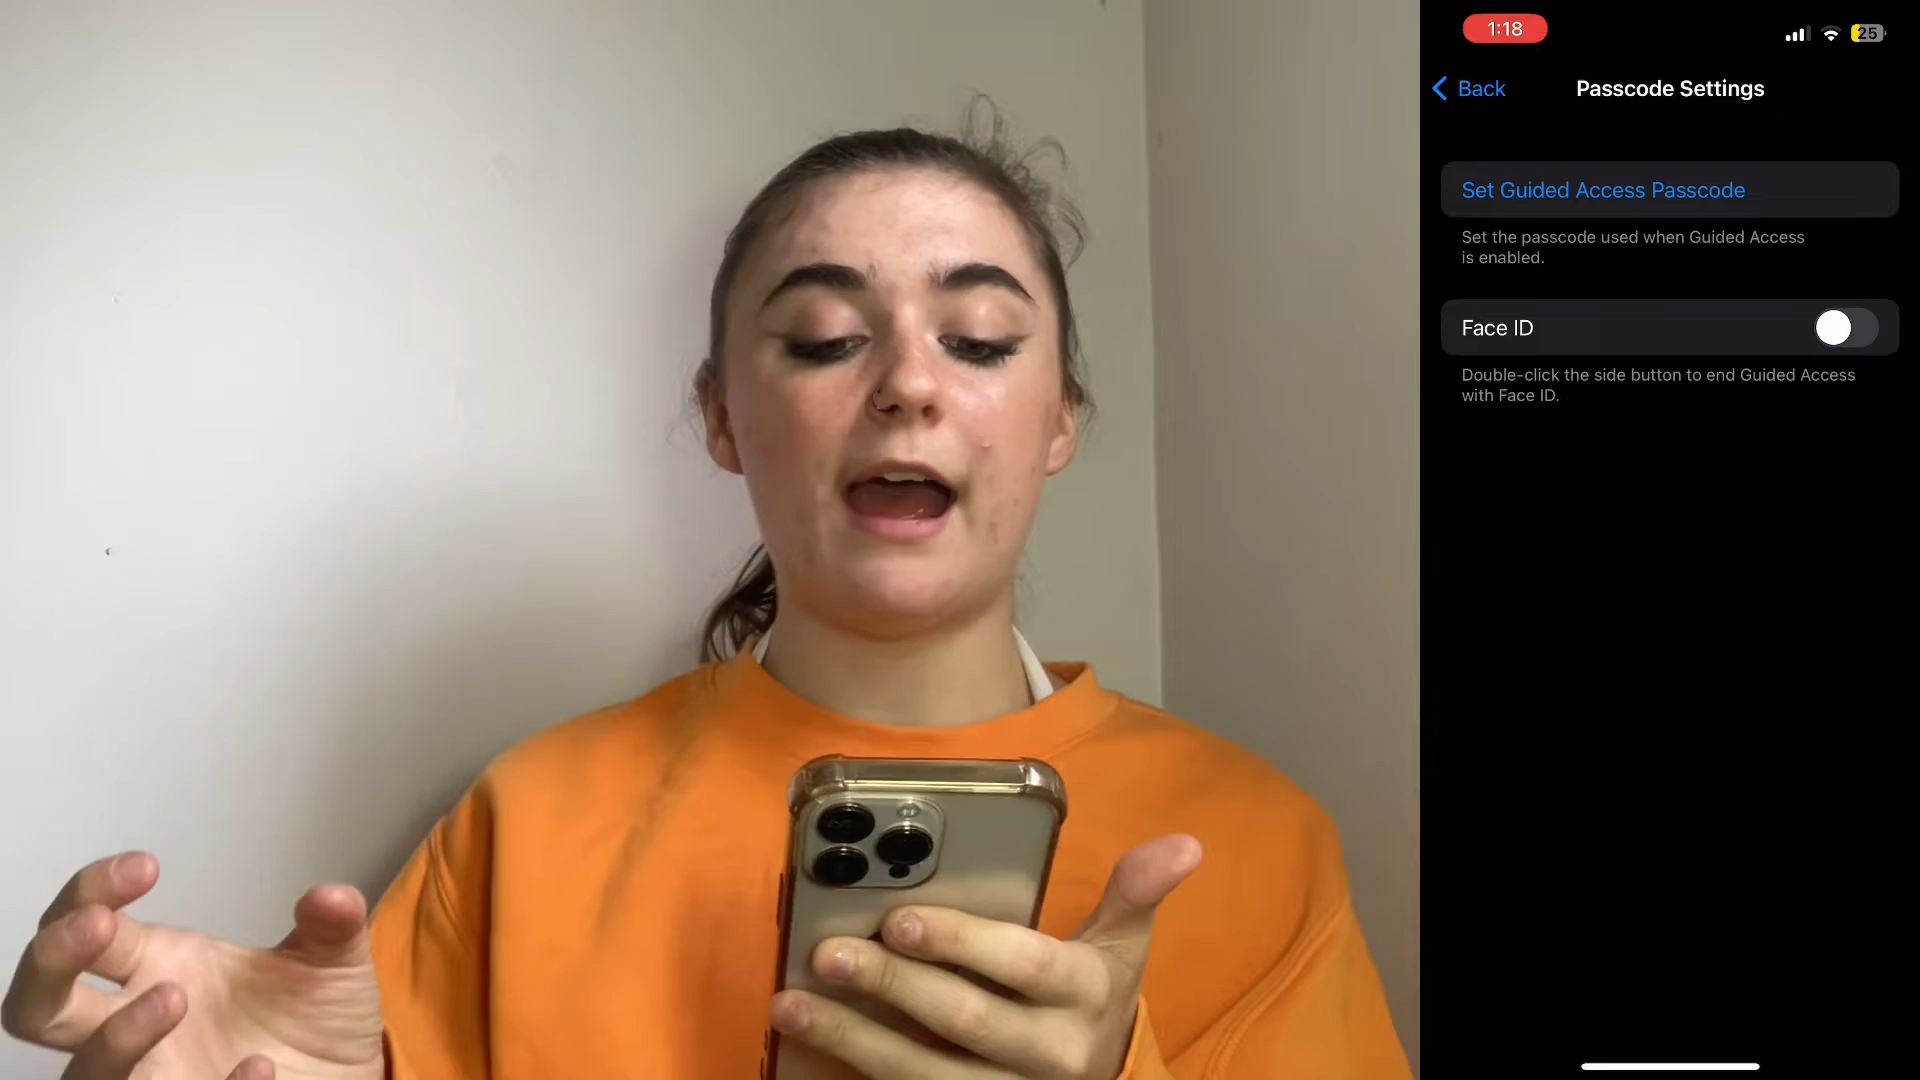 1:18
25
Back
Passcode Settings
Set Guided Access Passcode
Set the passcode used when Guided Access
is enabled.
Face ID
Double-click the side button to end Guided Access
with Face ID.